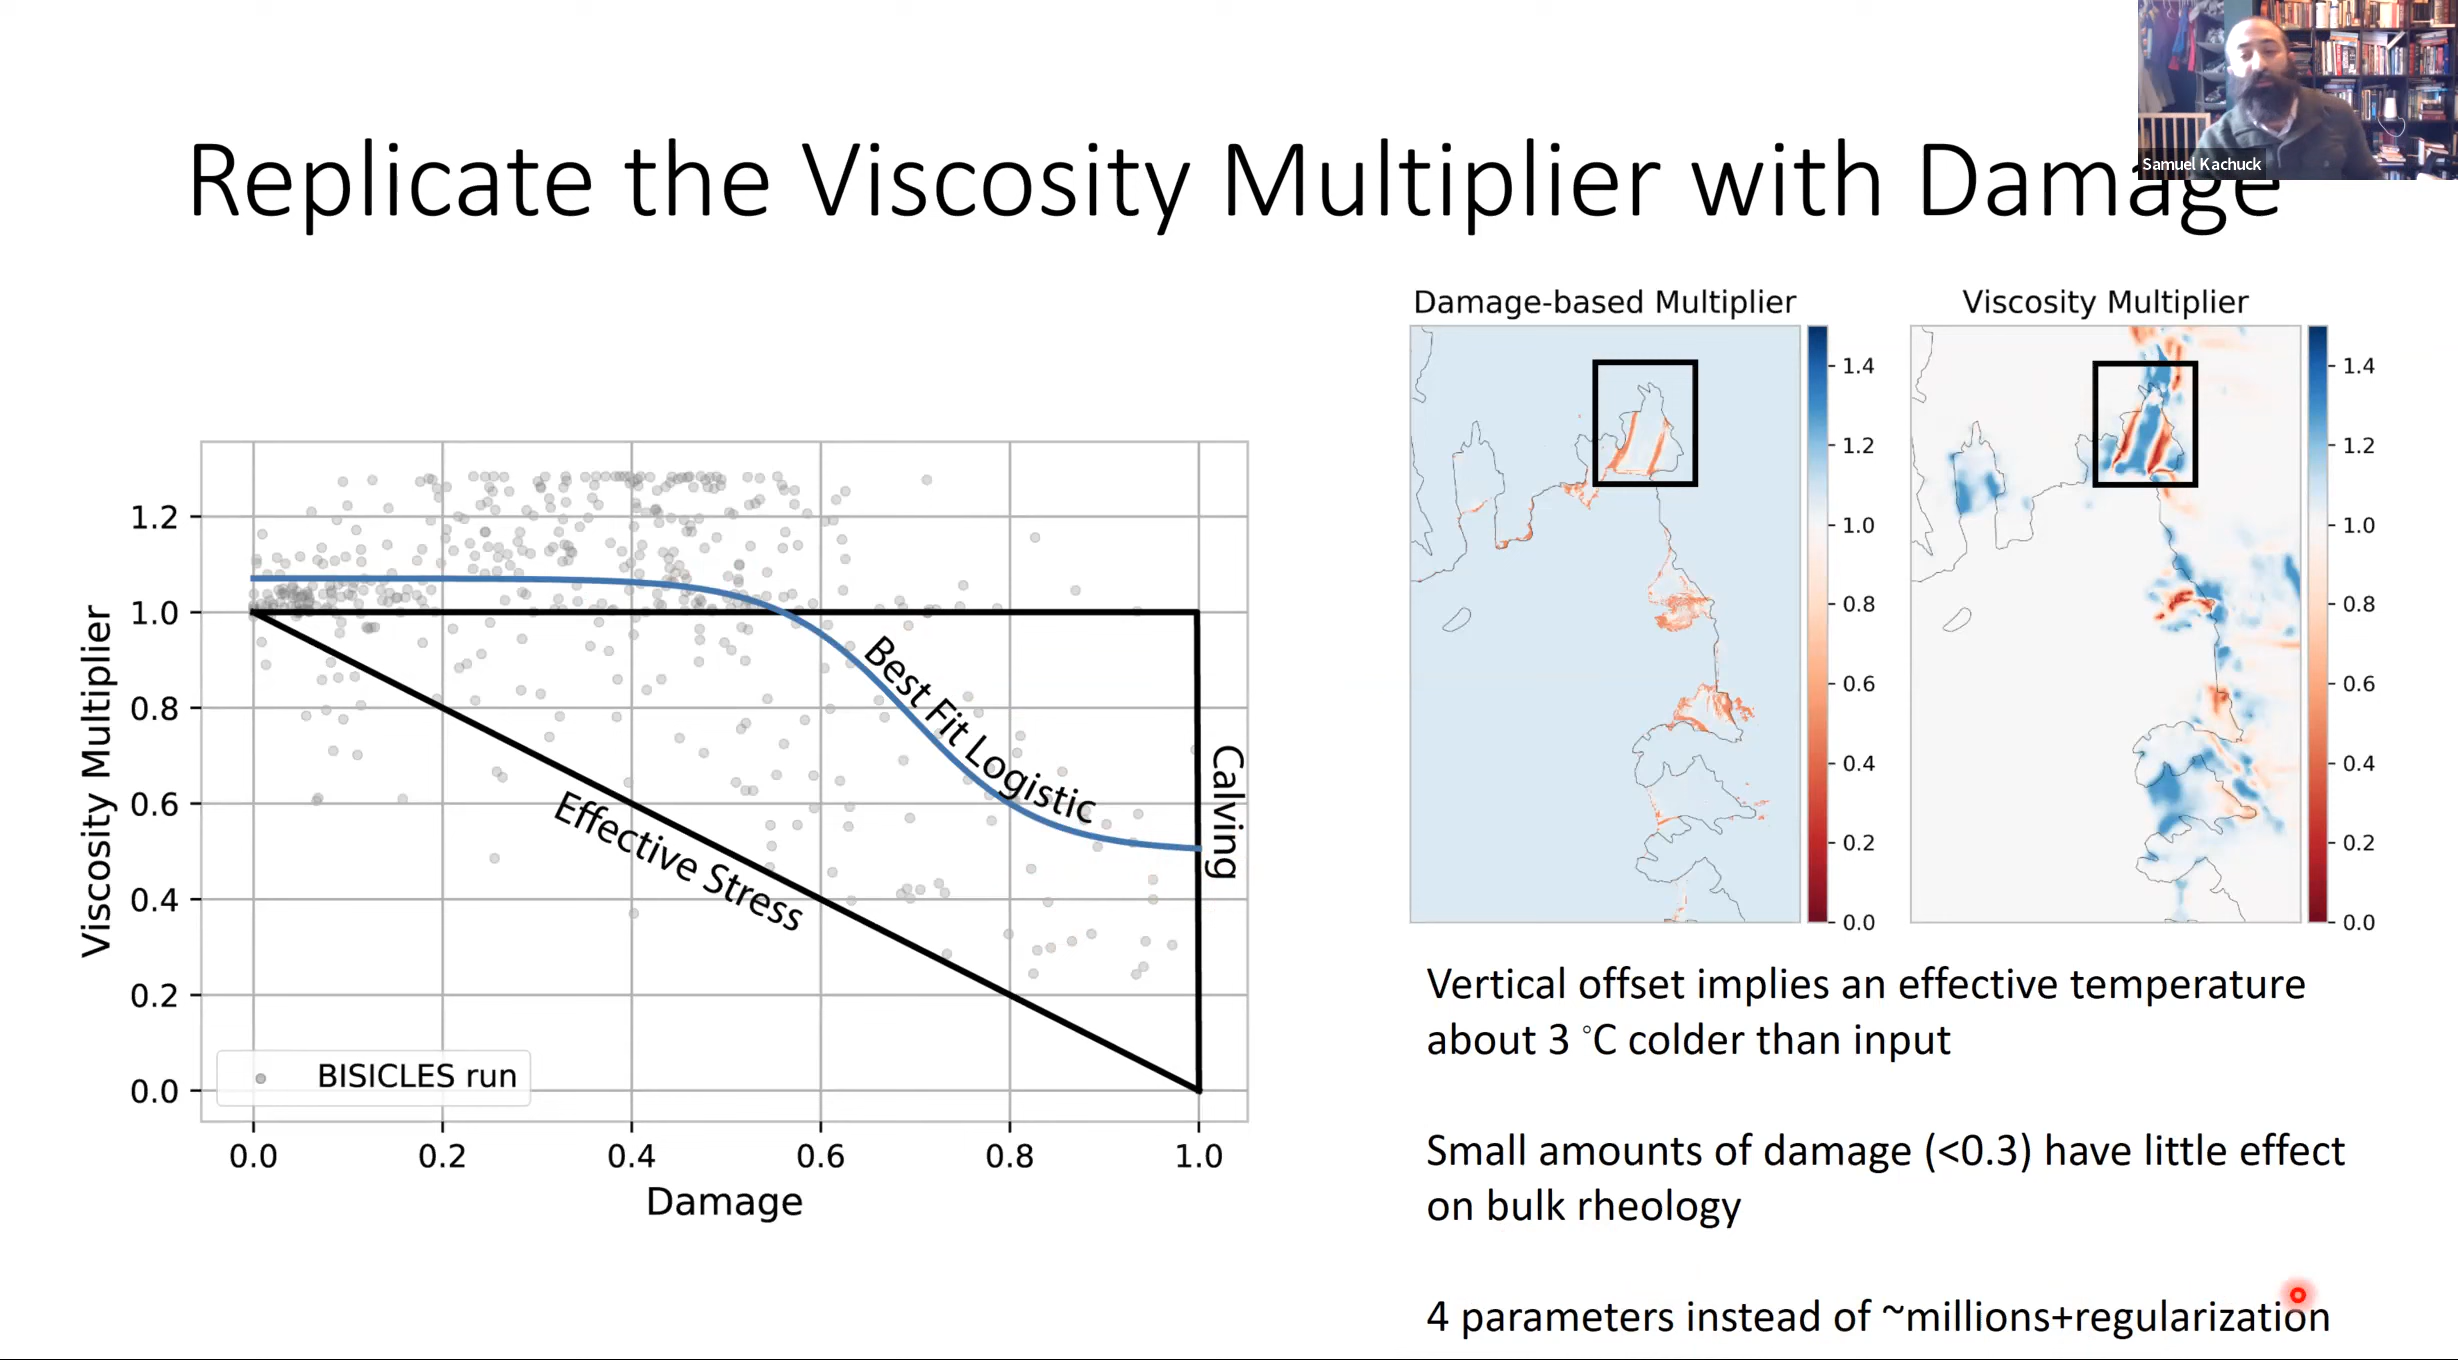 Samuel Kachuck
Replicate the Viscosity Multiplier with Damage
Viscosity Multiplier
1.2
1.0
0.8
0.6
0.4
0.2
0.0
Best Fit Logistic
Effective Stress
Calving
BISICLES run
0.0 0.2 0.4 0.6 0.8 1.0
Damage
Damage-based Multiplier
1.4
1.2
1.0
0.8
0.6
0.4
0.2
0.0
Viscosity Multiplier
1.4
1.2
1.0
0.8
0.6
0.4
0.2
0.0
Vertical offset implies an effective temperature
about 3 °C colder than input
Small amounts of damage (<0.3) have little effect
on bulk rheology
4 parameters instead of ~millions+regularization